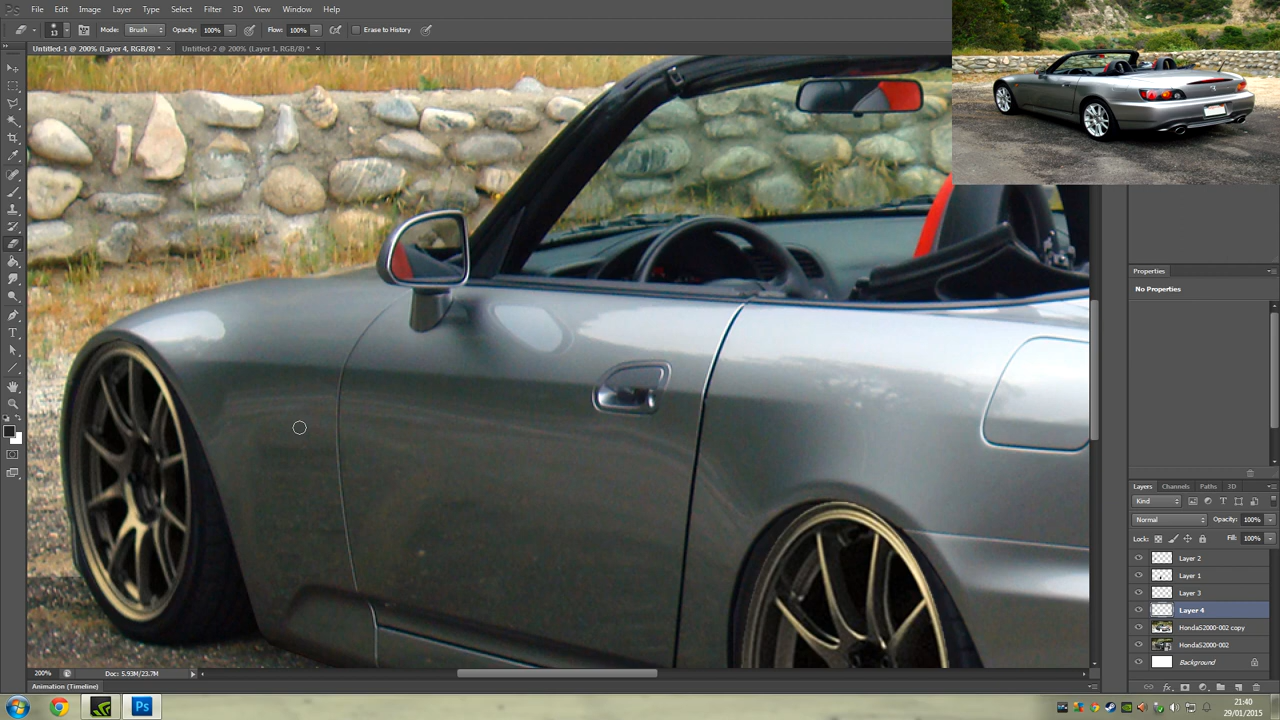 Ps File Edit Image Layer Type Select Filter 3D View Window Help
13 Mode: Brush Opacity: 100% Flow: 100% Erase to History
Untitled-1 @ 200% (Layer 4, RGB/8) * × Untitled-2 @ 200% (Layer 1, RGB/8) * ×
Properties
No Properties
Layers Channels Paths 3D
Kind
Normal Opacity: 100%
Lock: Fill: 100%
Layer 2
Layer 1
Layer 3
Layer 4
HondaS2000-002 copy
HondaS2000-002
Background
200% Doc: 5.93M/23.7M
Animation (Timeline)
Ps
21:40
29/01/2015